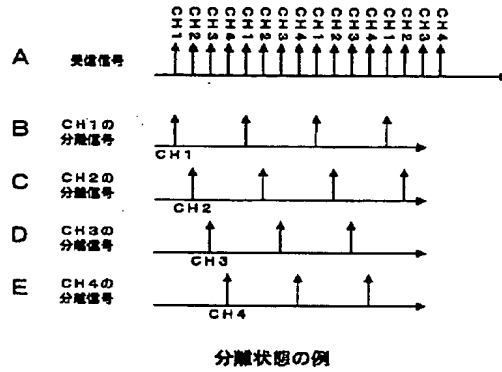 CH1 CH2 CH3 CH4 CH1 CH2 CH3 CH4 CH1 CH2 CH3 CH4 CH1 CH2 CH3 CH4
A 受信信号
B CH1の
分離信号
CH1
C CH2の
分離信号
CH2
D CH3の
分離信号
CH3
E CH4の
分離信号
CH4
分離状態の例